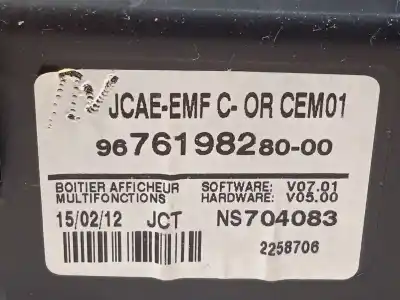 JCAE-EMF C- OR CEM01
9676198280-00
BOITIER AFFICHEUR
MULTIFONCTIONS
SOFTWARE: V07.01
HARDWARE: V05.00
15/02/12 JCT NS704083
2258706